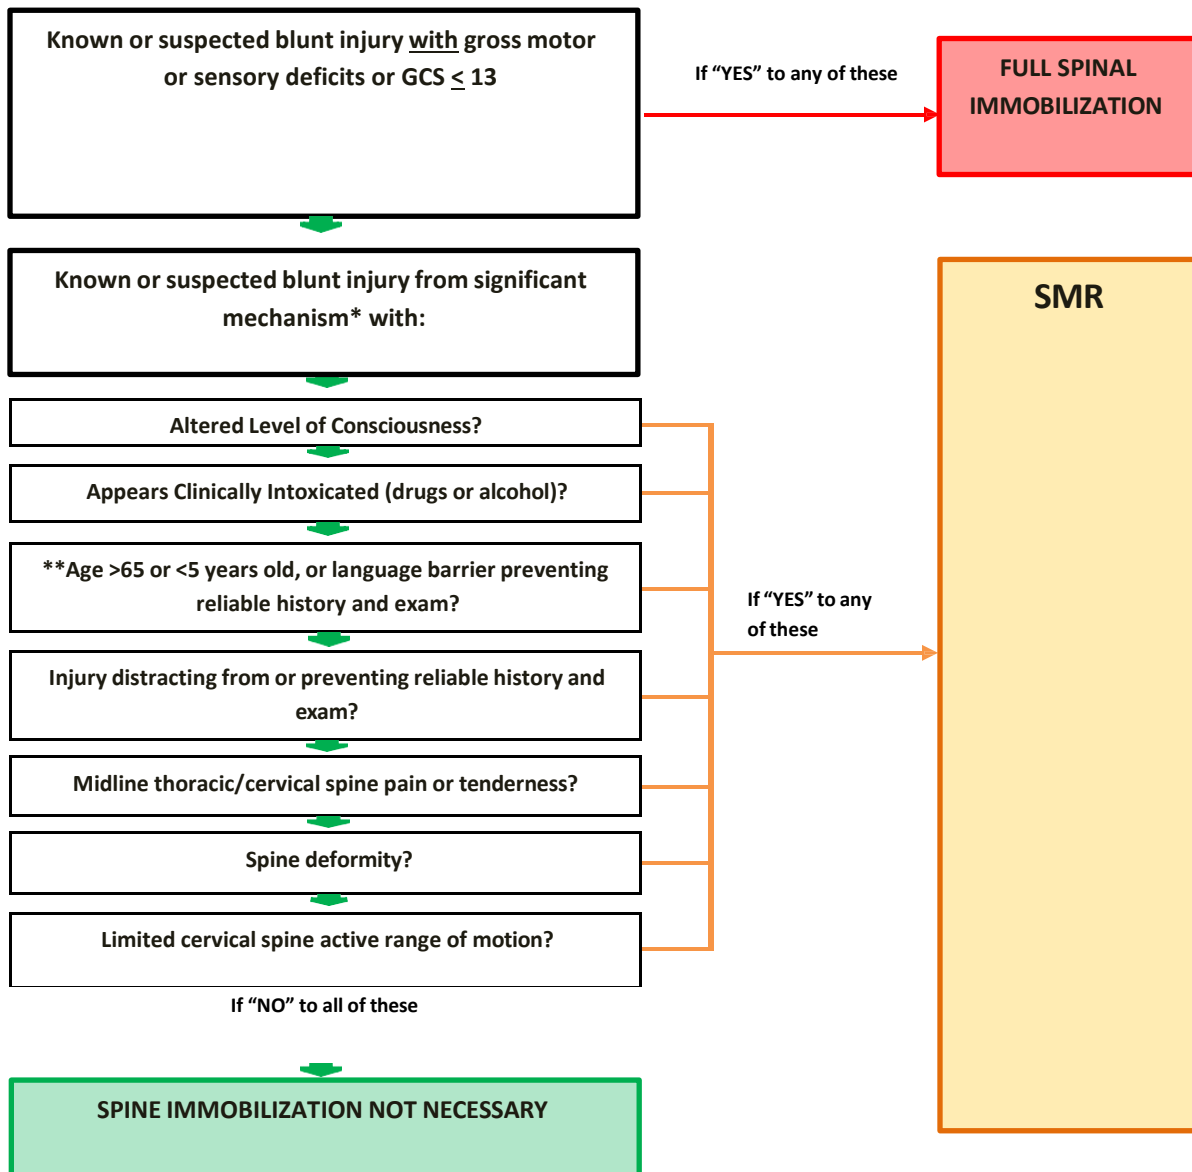 Known or suspected blunt injury with gross motor
or sensory deficits or GCS < 13
If “YES” to any of these
FULL SPINAL
IMMOBILIZATION
Known or suspected blunt injury from significant
mechanism* with:
SMR
Altered Level of Consciousness?
Appears Clinically Intoxicated (drugs or alcohol)?
**Age >65 or <5 years old, or language barrier preventing
reliable history and exam?
If “YES” to any
of these
Injury distracting from or preventing reliable history and
exam?
Midline thoracic/cervical spine pain or tenderness?
Spine deformity?
Limited cervical spine active range of motion?
If “NO” to all of these
SPINE IMMOBILIZATION NOT NECESSARY